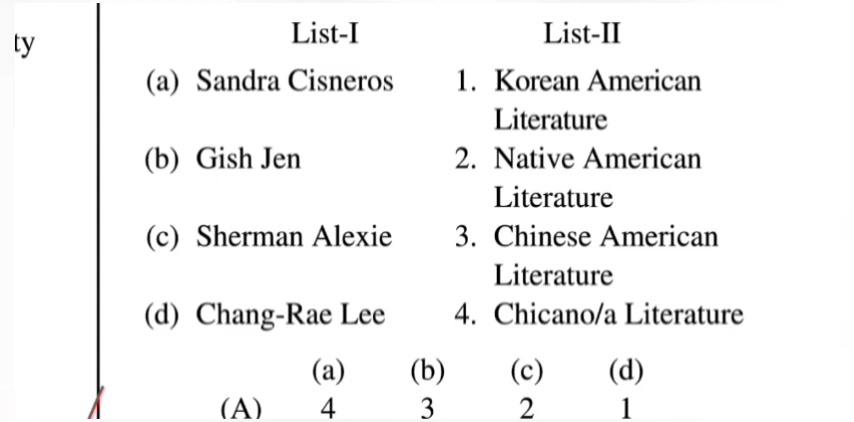 ty
List-I List-II
(a) Sandra Cisneros 1. Korean American
Literature
(b) Gish Jen 2. Native American
Literature
(c) Sherman Alexie 3. Chinese American
Literature
(d) Chang-Rae Lee 4. Chicano/a Literature
(a) (b) (c) (d)
(A) 4 3 2 1